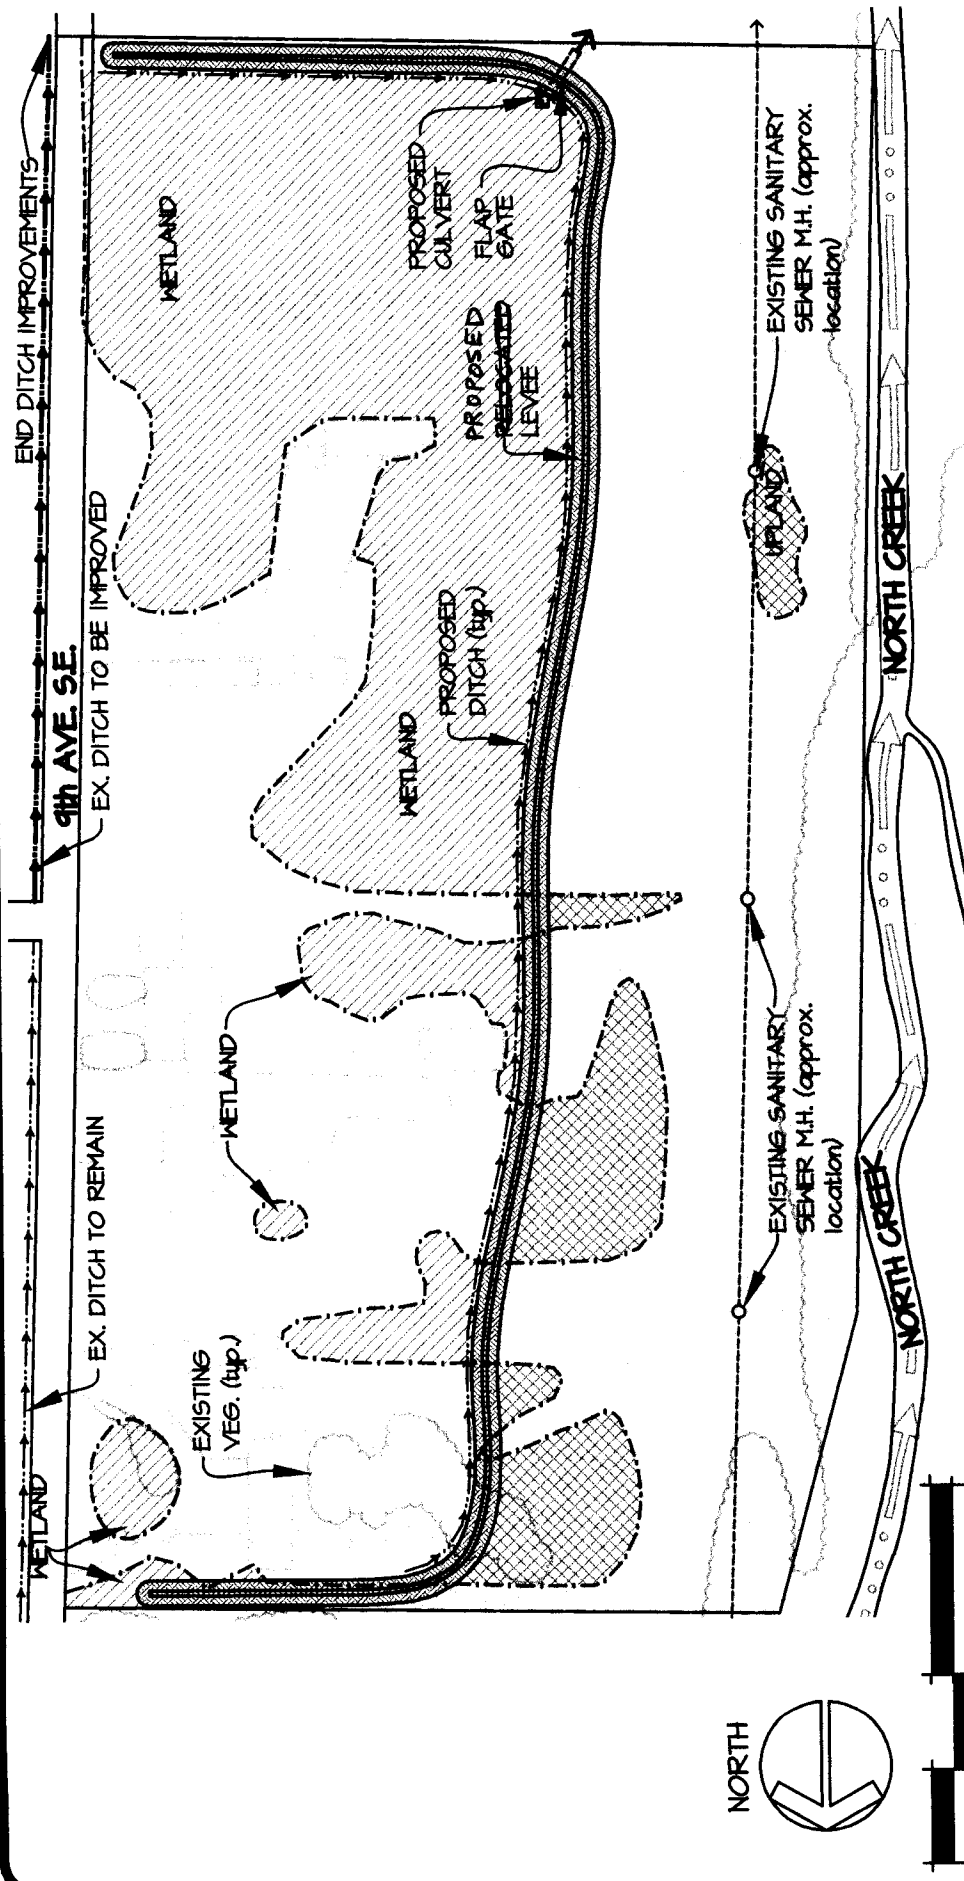 WETLAND
EX. DITCH TO REMAIN
9th AVE. S.E.
EX. DITCH TO BE IMPROVED
END DITCH IMPROVEMENTS
WETLAND
EXISTING
VEG. (typ.)
WETLAND
WETLAND
PROPOSED
DITCH (typ.)
PROPOSED
RELOCATED
LEVEE
PROPOSED
CULVERT
FLAP
GATE
UPLAND
EXISTING SANITARY
SEWER M.H. (approx.
location)
EXISTING SANITARY
SEWER M.H. (approx.
location)
NORTH CREEK
NORTH CREEK
NORTH